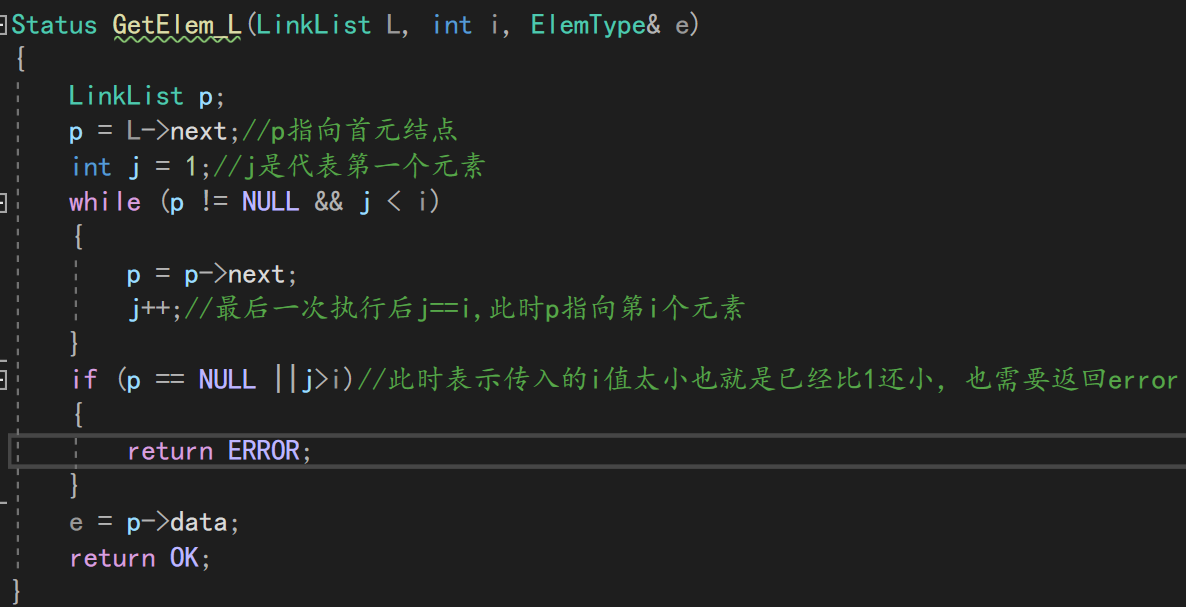 Status GetElem_L(LinkList L, int i, ElemType& e)
{
LinkList p;
p = L->next;//p指向首元结点
int j = 1;//j是代表第一个元素
while (p != NULL && j < i)
{
p = p->next;
j++;//最后一次执行后j==i,此时p指向第i个元素
}
if (p == NULL ||j>i)//此时表示传入的i值太小也就是已经比1还小，也需要返回error
{
return ERROR;
}
e = p->data;
return OK;
}